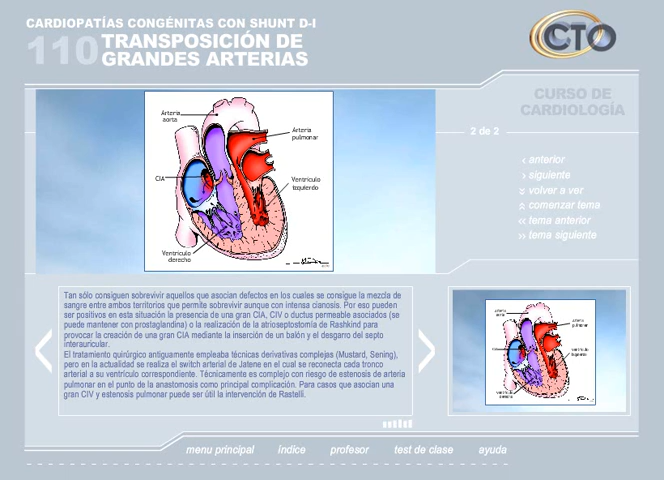 CARDIOPATÍAS CONGÉNITAS CON SHUNT D-I
110 TRANSPOSICIÓN DE
GRANDES ARTERIAS
CTO
CURSO DE
CARDIOLOGÍA
2 de 2
‹ anterior
› siguiente
volver a ver
comenzar tema
‹‹ tema anterior
›› tema siguiente
Arteria
aorta
Arteria
pulmonar
CIA
Ventrículo
izquierdo
Ventrículo
derecho
Tan sólo consiguen sobrevivir aquellos que asocian defectos en los cuales se consigue la mezcla de
sangre entre ambos territorios que permite sobrevivir aunque con intensa cianosis. Por eso pueden
ser positivos en esta situación la presencia de una gran CIA, CIV o ductus permeable asociados (se
puede mantener con prostaglandina) o la realización de la atrioseptostomía de Rashkind para
provocar la creación de una gran CIA mediante la inserción de un balón y el desgarro del septo
interauricular.
El tratamiento quirúrgico antiguamente empleaba técnicas derivativas complejas (Mustard, Sening),
pero en la actualidad se realiza el switch arterial de Jatene en el cual se reconecta cada tronco
arterial a su ventrículo correspondiente. Técnicamente es complejo con riesgo de estenosis de arteria
pulmonar en el punto de la anastomosis como principal complicación. Para casos que asocian una
gran CIV y estenosis pulmonar puede ser útil la intervención de Rastelli.
Arteria
aorta
Arteria
pulmonar
Ventrículo
izquierdo
Ventrículo
derecho
menu principal índice profesor test de clase ayuda